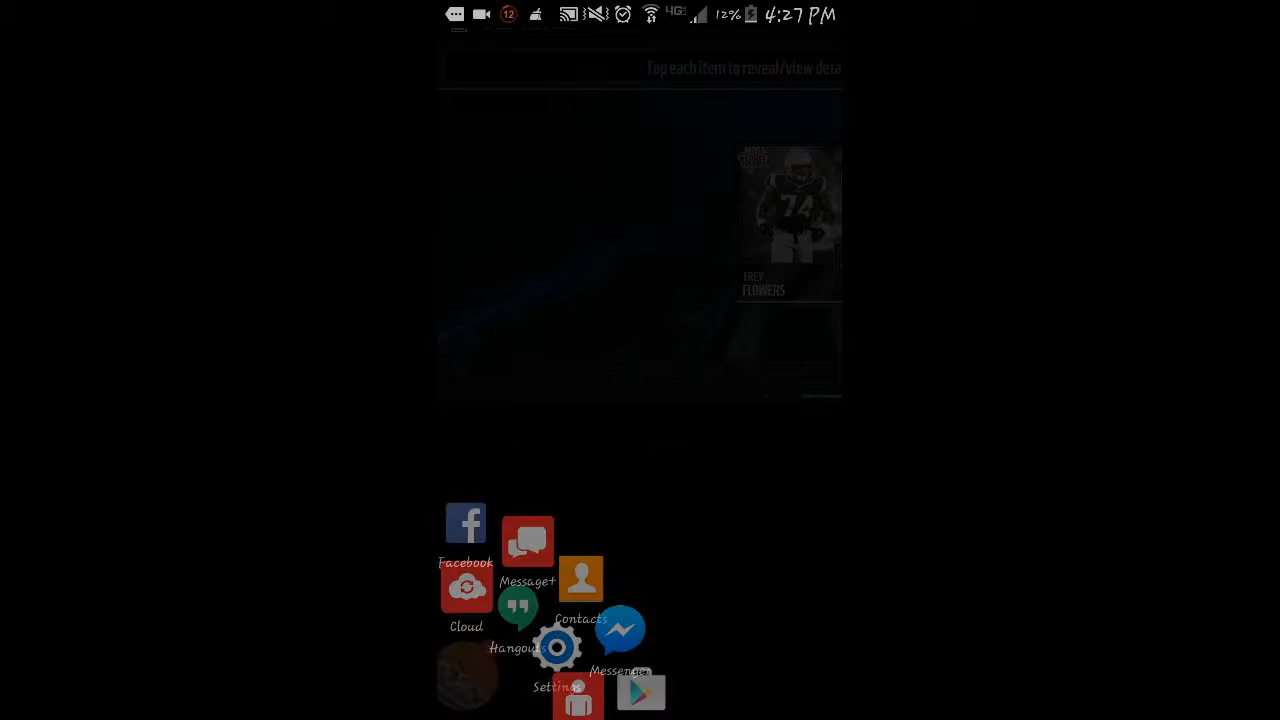 12 4G 12% 4:27 PM
Tap each item to reveal/view deta
74
TREY
FLOWERS
Facebook
Message+
Contacts
Cloud
Hangouts
Messenger
Settings